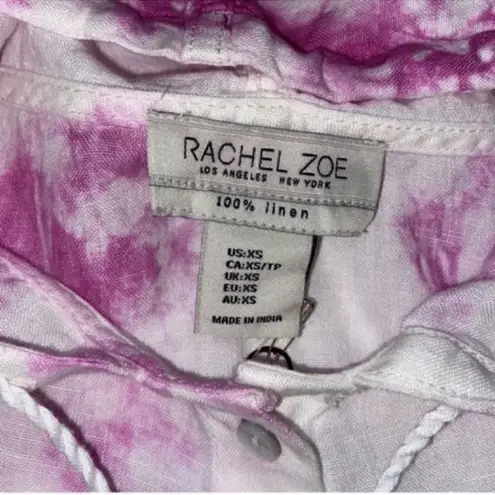 RACHEL ZOE
LOS ANGELES NEW YORK
100% linen
US:XS
CA:XS/TP
UK:XS
EU:XS
AU:XS
MADE IN INDIA